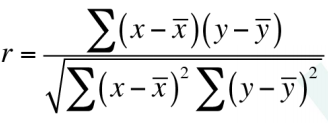 r = ∑(x − x̅)(y − y̅) / √∑(x − x̅)² ∑(y − y̅)²